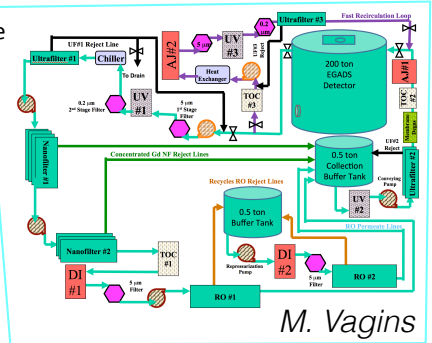 e
Ultrafilter #3
Fast Recirculation Loop
UF#1 Reject Line
Ultrafilter #1
Chiller
To Drain
AJ#2
5 µm
UV #3
0.2 µm
UF#3 Reject
Heat Exchanger
TOC #3
200 ton
EGADS
Detector
AJ#1
TOC #2
Membrane Degas
Ultrafilter #2
0.2 µm
2nd Stage Filter
UV #1
5 µm
1st Stage Filter
Nanofilter #1
Concentrated Gd NF Reject Lines
UF#2 Reject
0.5 ton
Collection
Buffer Tank
Conveying Pump
UV #2
Recycles RO Reject Lines
0.5 ton
Buffer Tank
RO Permeate Lines
Nanofilter #2
TOC #1
DI #1
5 µm
Filter
RO #1
Repressurization
Pump
DI #2
5 µm
Filter
RO #2
M. Vagins